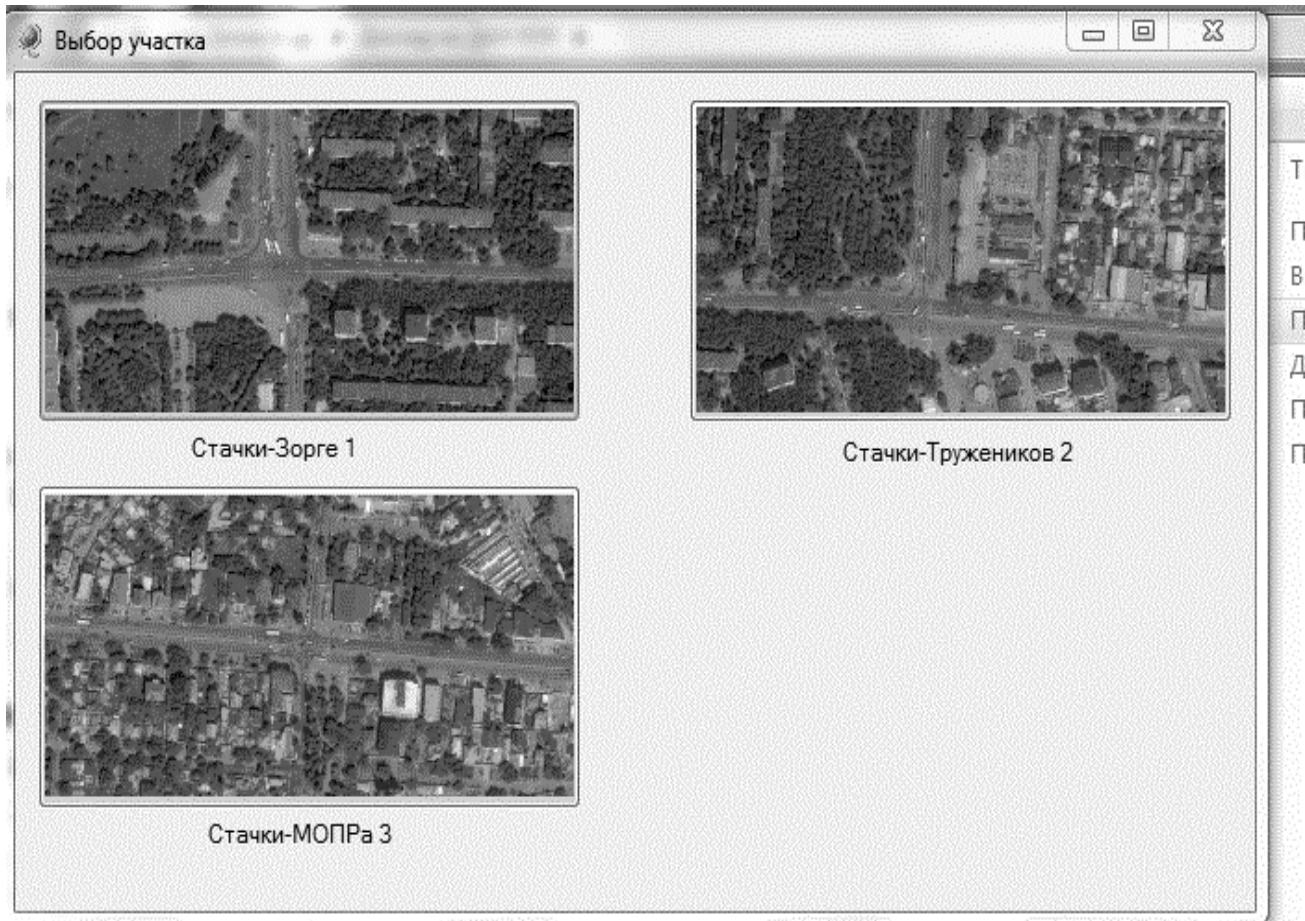 Выбор участка
Стачки-Зорге 1
Стачки-Тружеников 2
Стачки-МОПРа 3